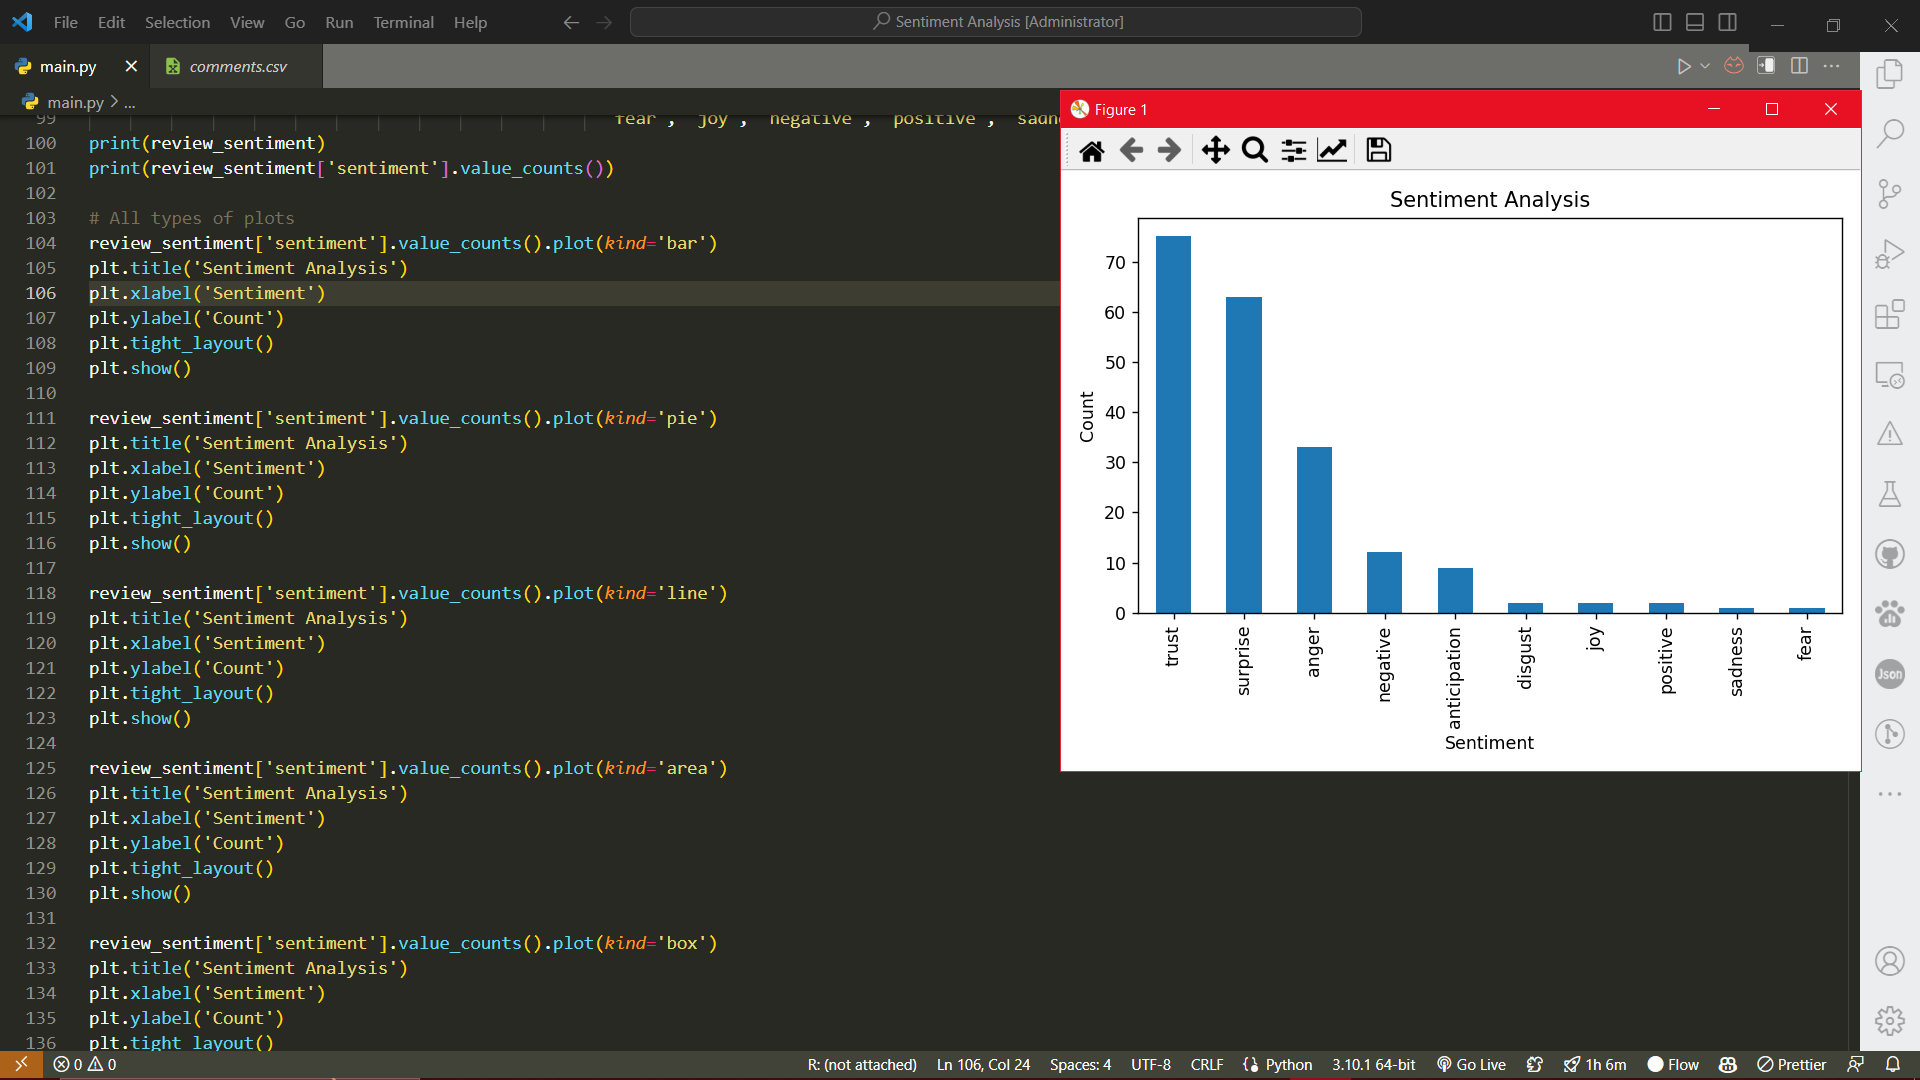 File Edit Selection View Go Run Terminal Help
Sentiment Analysis [Administrator]
main.py
comments.csv
main.py > ...
99 fear', 'joy', 'negative', 'positive', 'sadn
100 print(review_sentiment)
101 print(review_sentiment['sentiment'].value_counts())
102
103 # All types of plots
104 review_sentiment['sentiment'].value_counts().plot(kind='bar')
105 plt.title('Sentiment Analysis')
106 plt.xlabel('Sentiment')
107 plt.ylabel('Count')
108 plt.tight_layout()
109 plt.show()
110
111 review_sentiment['sentiment'].value_counts().plot(kind='pie')
112 plt.title('Sentiment Analysis')
113 plt.xlabel('Sentiment')
114 plt.ylabel('Count')
115 plt.tight_layout()
116 plt.show()
117
118 review_sentiment['sentiment'].value_counts().plot(kind='line')
119 plt.title('Sentiment Analysis')
120 plt.xlabel('Sentiment')
121 plt.ylabel('Count')
122 plt.tight_layout()
123 plt.show()
124
125 review_sentiment['sentiment'].value_counts().plot(kind='area')
126 plt.title('Sentiment Analysis')
127 plt.xlabel('Sentiment')
128 plt.ylabel('Count')
129 plt.tight_layout()
130 plt.show()
131
132 review_sentiment['sentiment'].value_counts().plot(kind='box')
133 plt.title('Sentiment Analysis')
134 plt.xlabel('Sentiment')
135 plt.ylabel('Count')
136 plt.tight_layout()
Figure 1
Sentiment Analysis
Count
70
60
50
40
30
20
10
0
trust
surprise
anger
negative
anticipation
disgust
joy
positive
sadness
fear
Sentiment
Json
0 0
R: (not attached) Ln 106, Col 24 Spaces: 4 UTF-8 CRLF Python 3.10.1 64-bit Go Live 1h 6m Flow Prettier